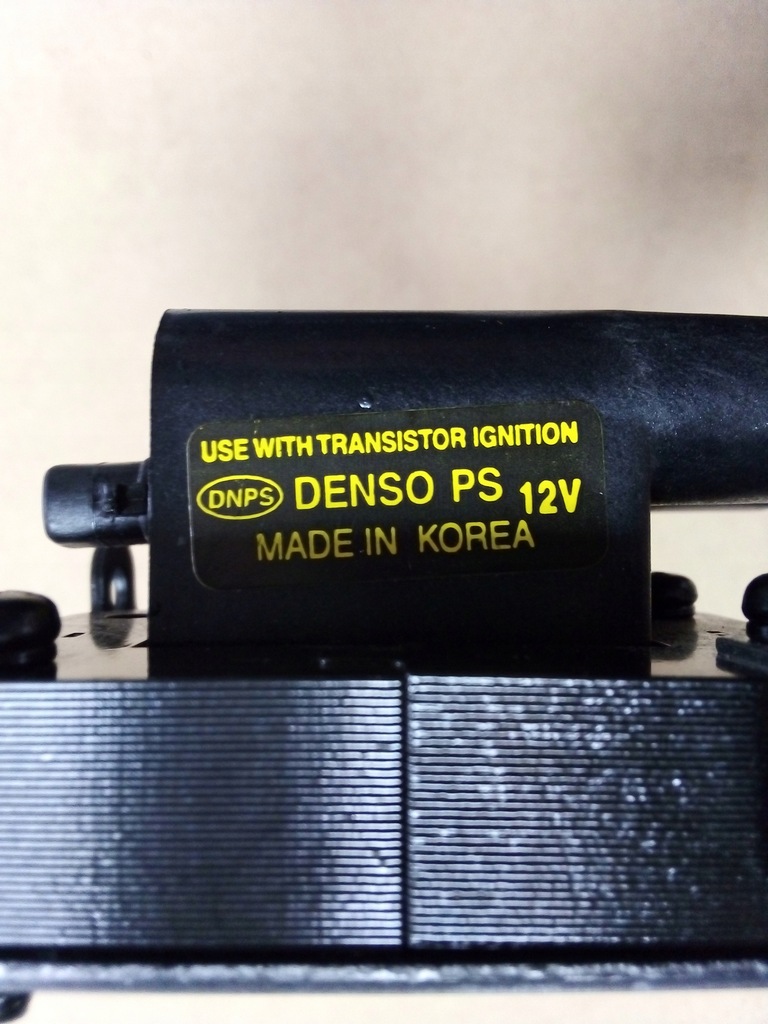 USE WITH TRANSISTOR IGNITION
DNPS DENSO PS 12V
MADE IN KOREA